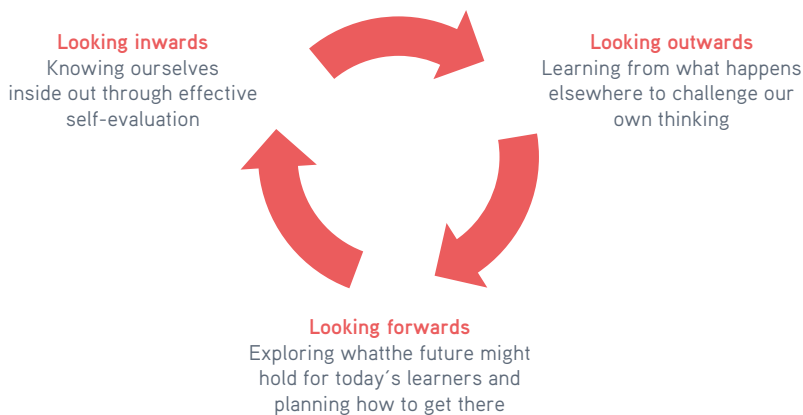 Looking inwards
Knowing ourselves
inside out through effective
self-evaluation
Looking outwards
Learning from what happens
elsewhere to challenge our
own thinking
Looking forwards
Exploring whatthe future might
hold for today´s learners and
planning how to get there